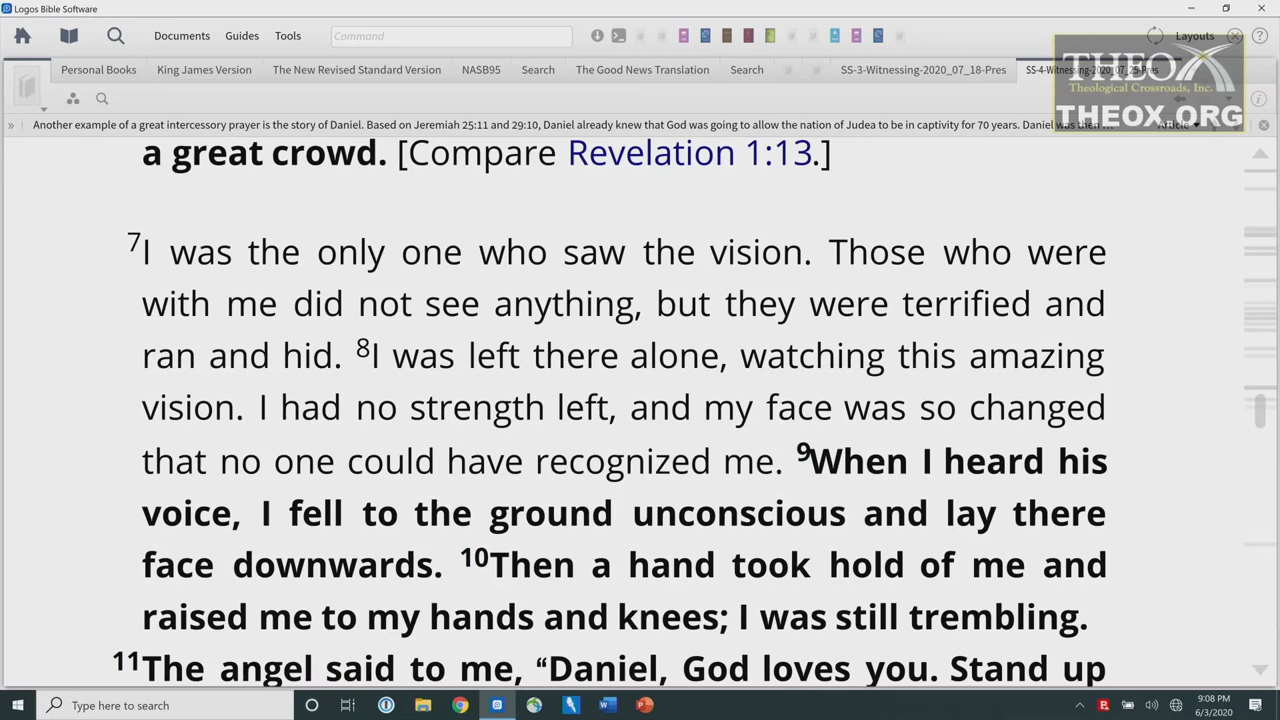 Logos Bible Software
Documents Guides Tools Command Layouts
Personal Books King James Version The New Revised Standard NASB95 Search The Good News Translation Search SS-3-Witnessing-2020_07_18-Pres SS-4-Witnessing-2020_07_25-Pres
THEOX
Theological Crossroads, Inc.
THEOX.ORG
» Another example of a great intercessory prayer is the story of Daniel. Based on Jeremiah 25:11 and 29:10, Daniel already knew that God was going to allow the nation of Judea to be in captivity for 70 years. Daniel was then ... Article
a great crowd. [Compare Revelation 1:13.]
7I was the only one who saw the vision. Those who were
with me did not see anything, but they were terrified and
ran and hid. 8I was left there alone, watching this amazing
vision. I had no strength left, and my face was so changed
that no one could have recognized me. 9When I heard his
voice, I fell to the ground unconscious and lay there
face downwards. 10Then a hand took hold of me and
raised me to my hands and knees; I was still trembling.
11The angel said to me, “Daniel, God loves you. Stand up
Type here to search
9:08 PM
6/3/2020